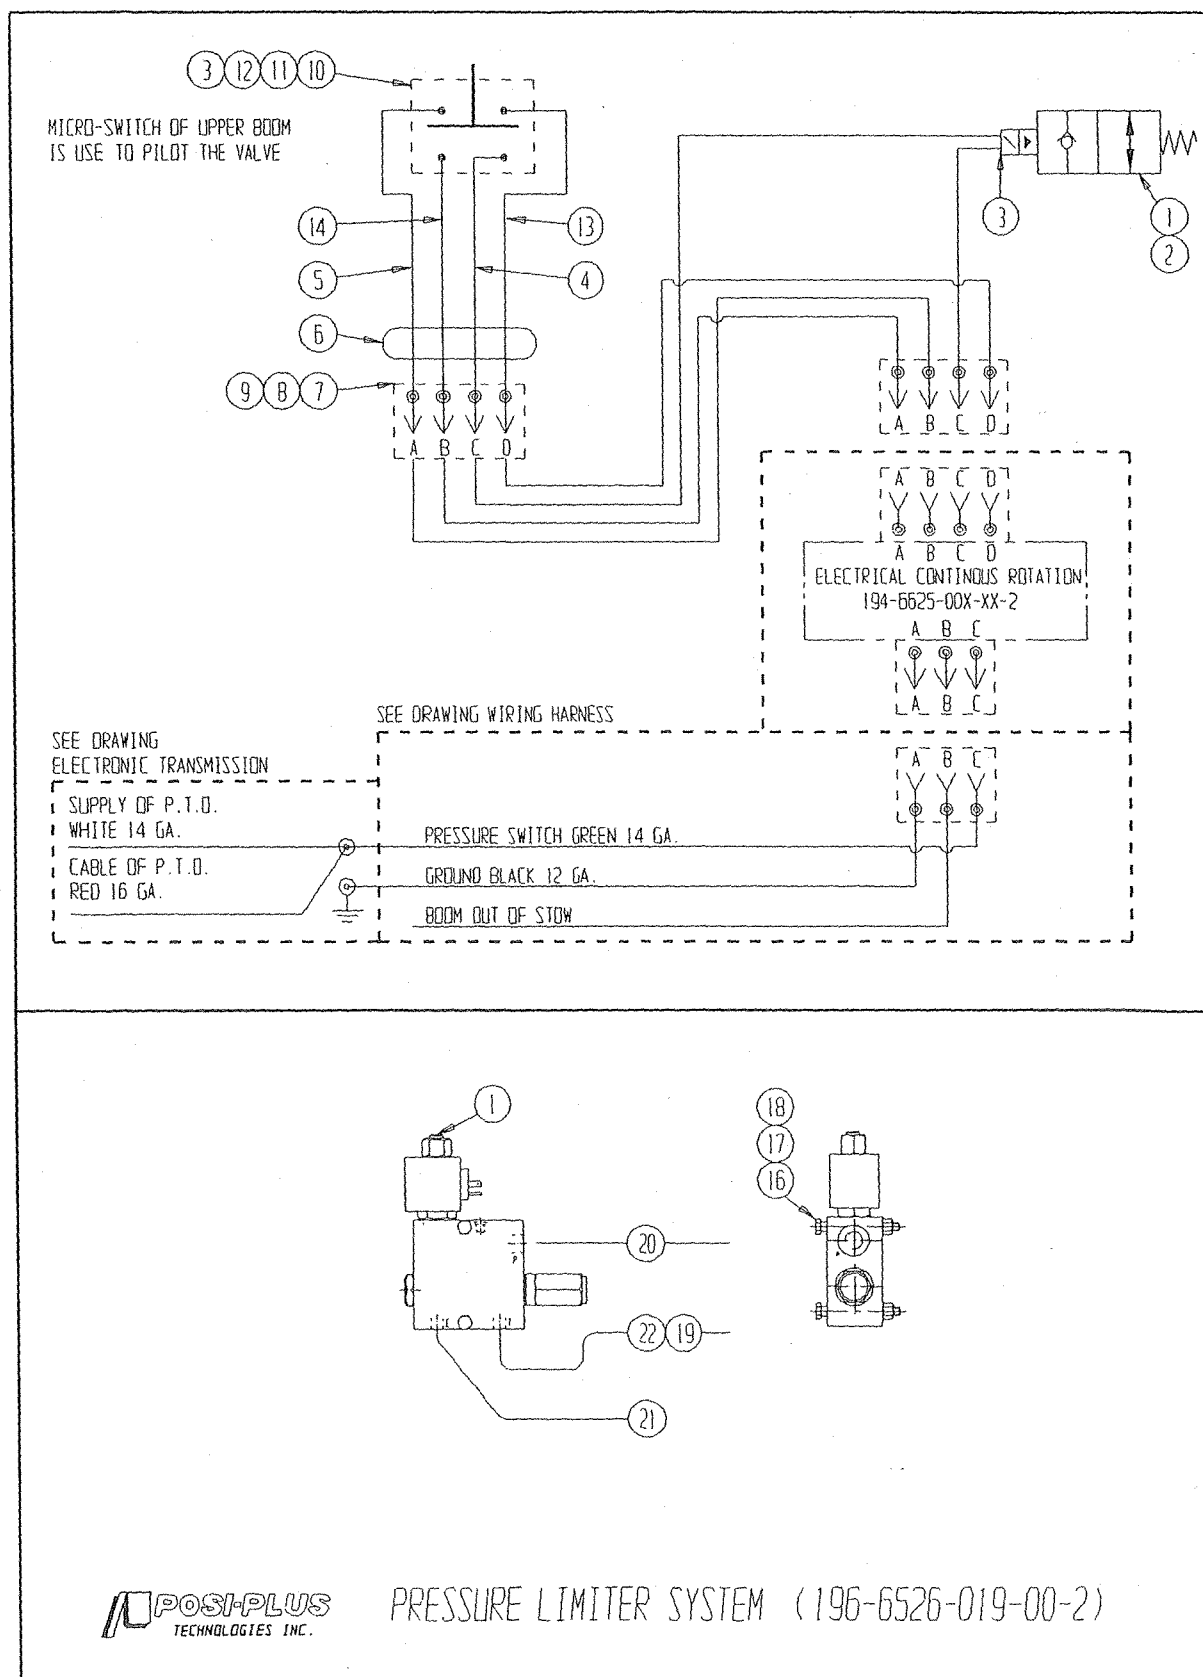 3 12 11 10
MICRO-SWITCH OF UPPER BOOM
IS USE TO PILOT THE VALVE
3
1
2
14
13
5
4
6
9 8 7
A B C D
A B C D
A B C D
A B C D
ELECTRICAL CONTINOUS ROTATION
194-6625-00X-XX-2
A B C
A B C
SEE DRAWING WIRING HARNESS
SEE DRAWING
ELECTRONIC TRANSMISSION
A B C
SUPPLY OF P.T.O.
WHITE 14 GA.
PRESSURE SWITCH GREEN 14 GA.
CABLE OF P.T.O.
RED 16 GA.
GROUND BLACK 12 GA.
BOOM OUT OF STOW
1
18
17
16
20
P
22 19
21
POSI-PLUS
TECHNOLOGIES INC.
PRESSURE LIMITER SYSTEM (196-6526-019-00-2)